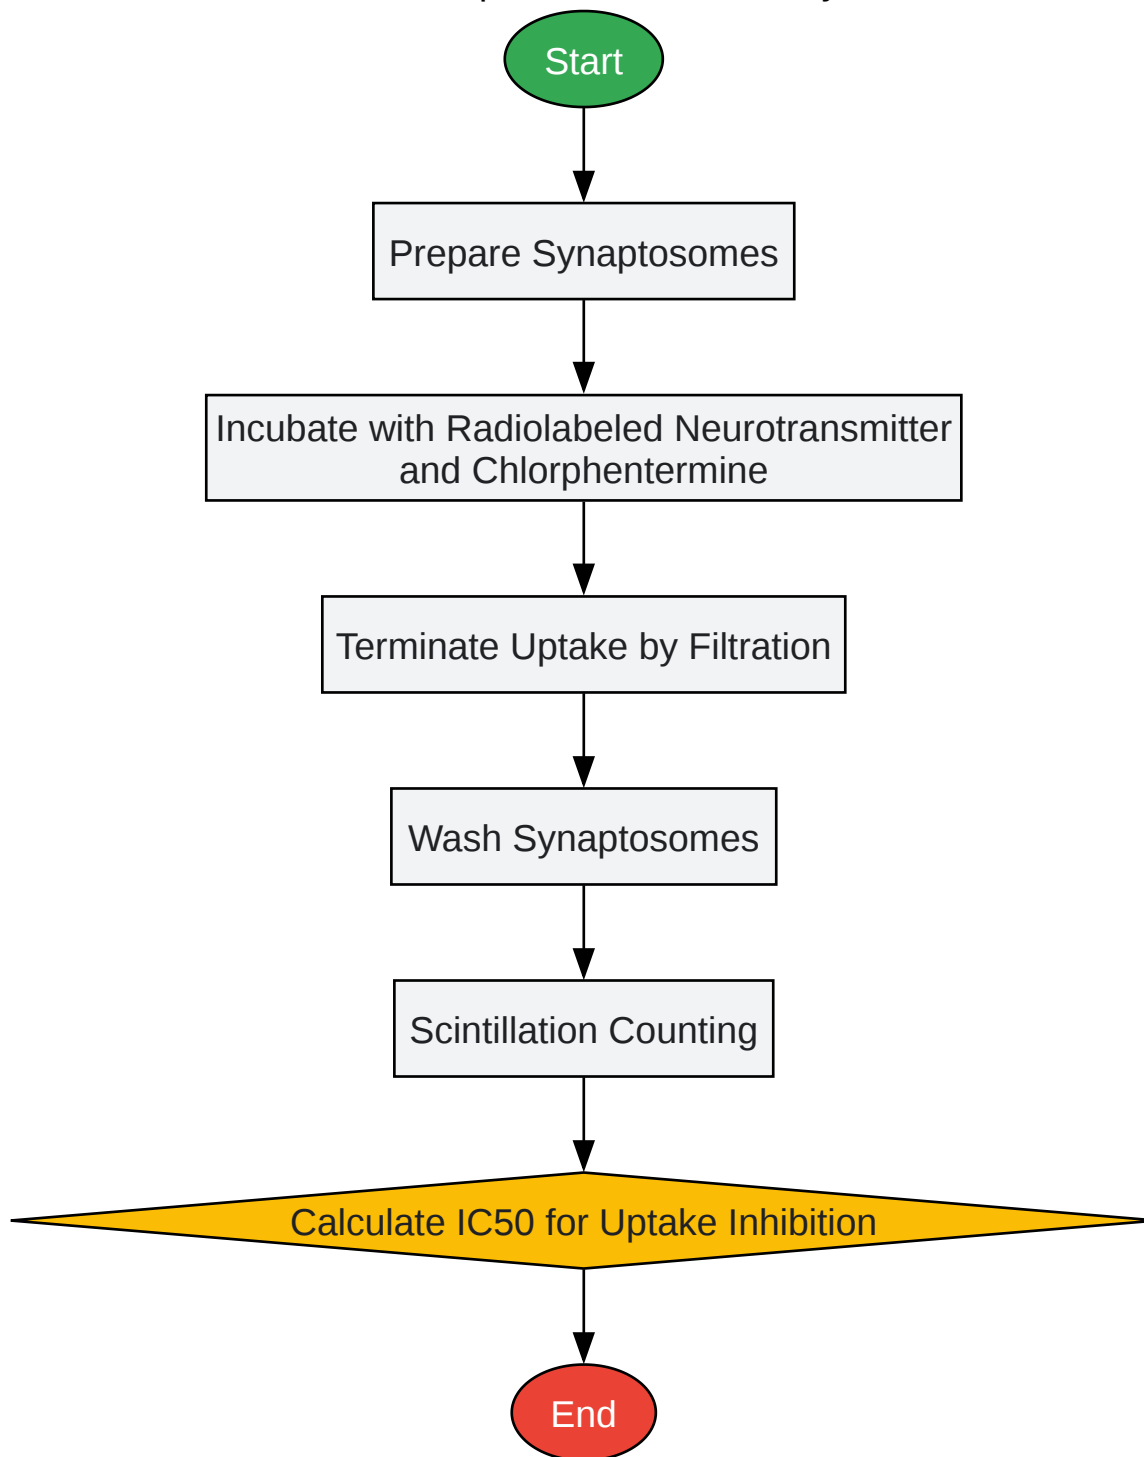 Start
Prepare Synaptosomes
Incubate with Radiolabeled Neurotransmitter
and Chlorphentermine
Terminate Uptake by Filtration
Wash Synaptosomes
Scintillation Counting
Calculate IC50 for Uptake Inhibition
End